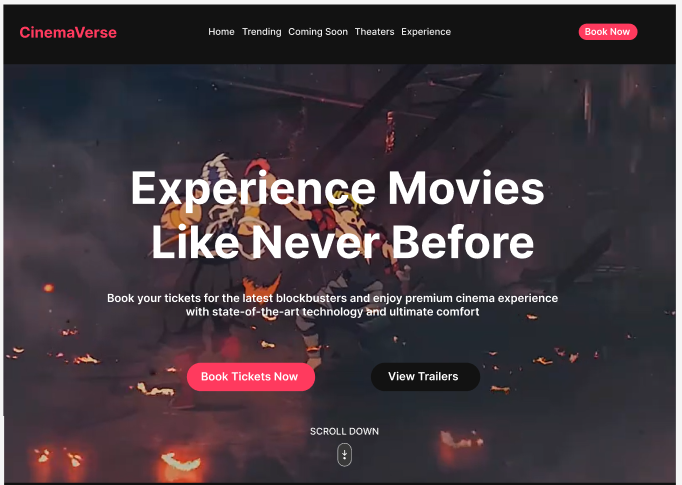 CinemaVerse
Home Trending Coming Soon Theaters Experience
Book Now
Experience Movies
Like Never Before
Book your tickets for the latest blockbusters and enjoy premium cinema experience
with state-of-the-art technology and ultimate comfort
Book Tickets Now
View Trailers
SCROLL DOWN